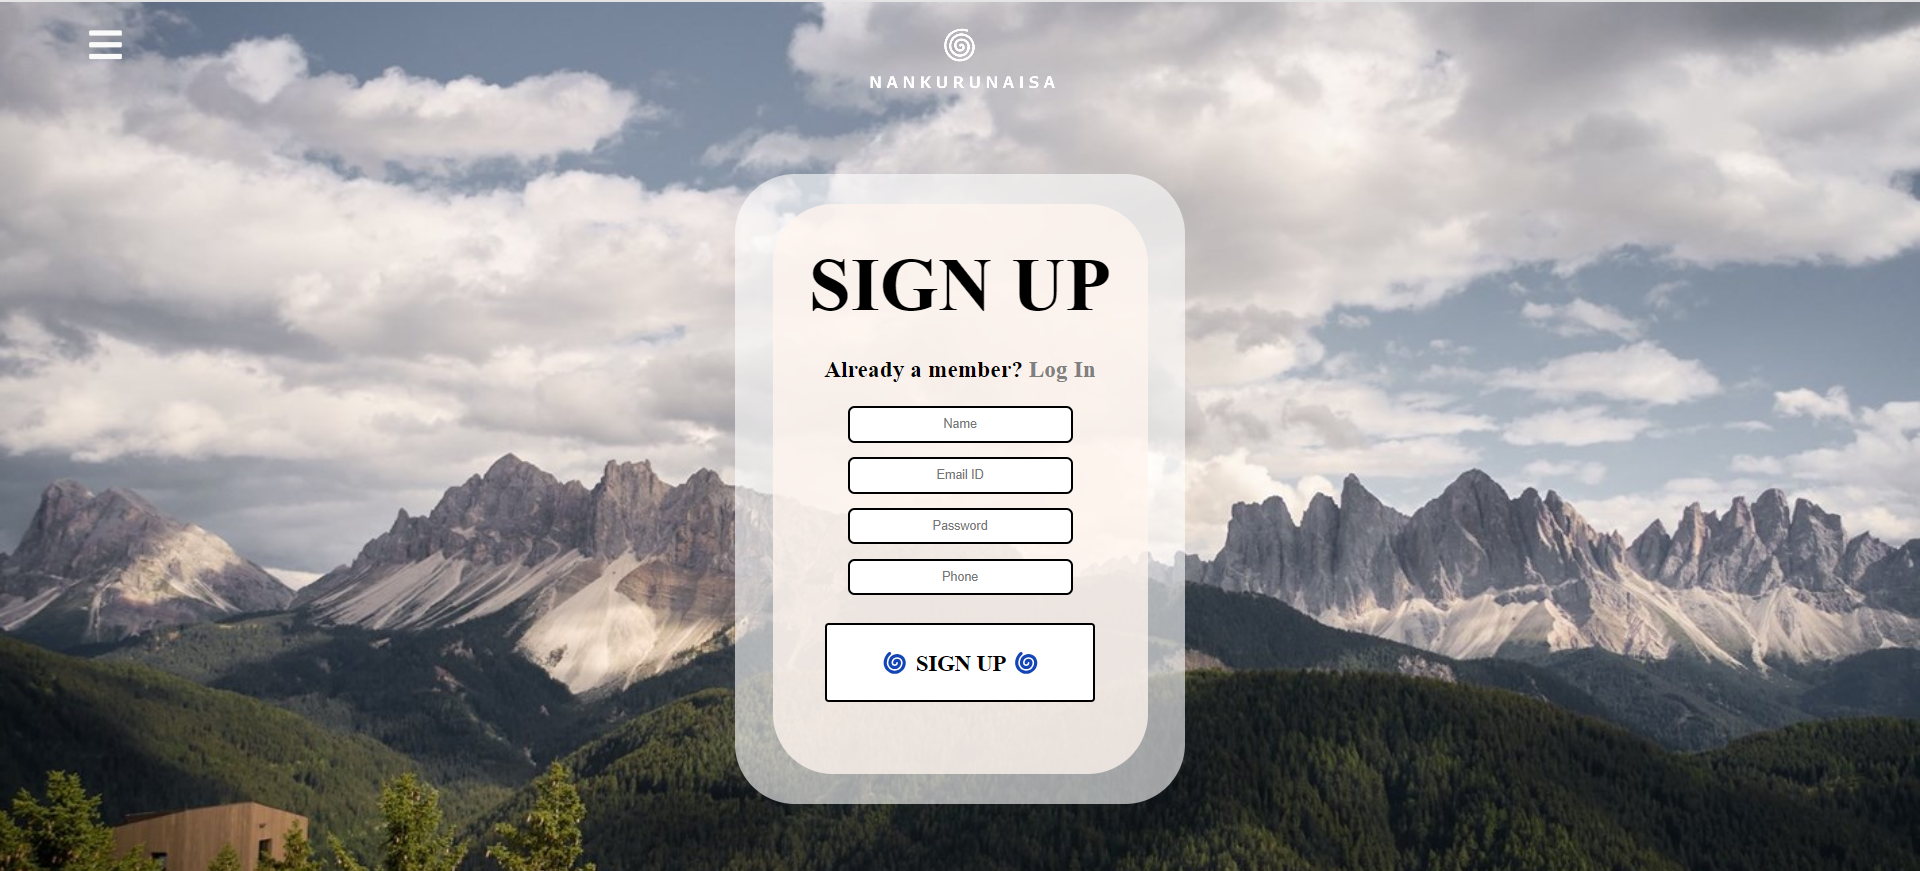 NANKURUNAISA
SIGN UP
Already a member? Log In
Name
Email ID
Password
Phone
🌀 SIGN UP 🌀